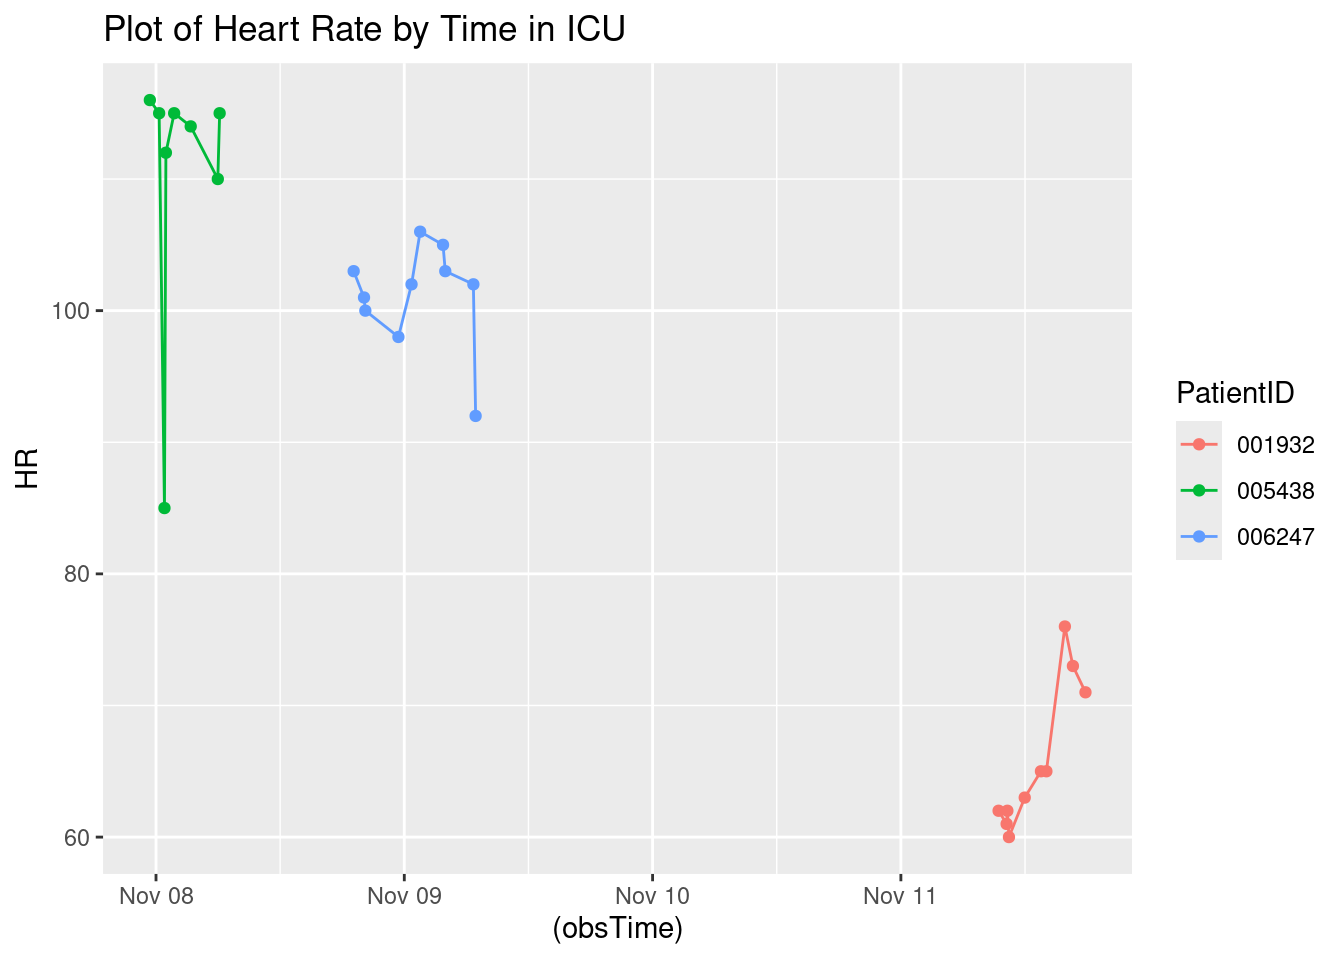 Plot of Heart Rate by Time in ICU
HR
100
80
60
Nov 08
Nov 09
Nov 10
Nov 11
(obsTime)
PatientID
001932
005438
006247